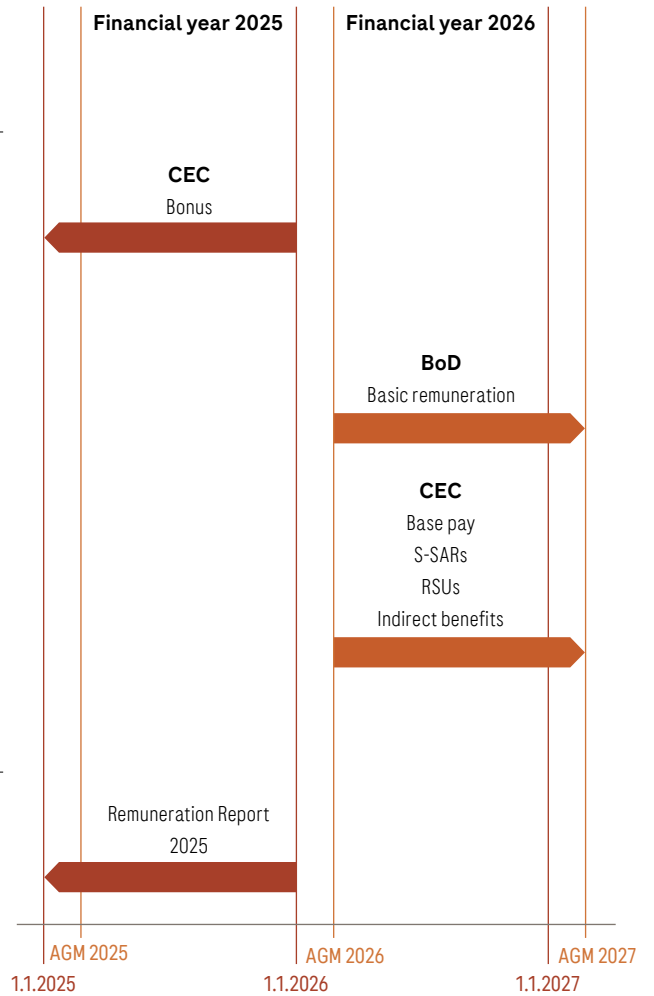 Financial year 2025
Financial year 2026
CEC
Bonus
BoD
Basic remuneration
CEC
Base pay
S-SARs
RSUs
Indirect benefits
Remuneration Report
2025
AGM 2025
AGM 2026
AGM 2027
1.1.2025
1.1.2026
1.1.2027